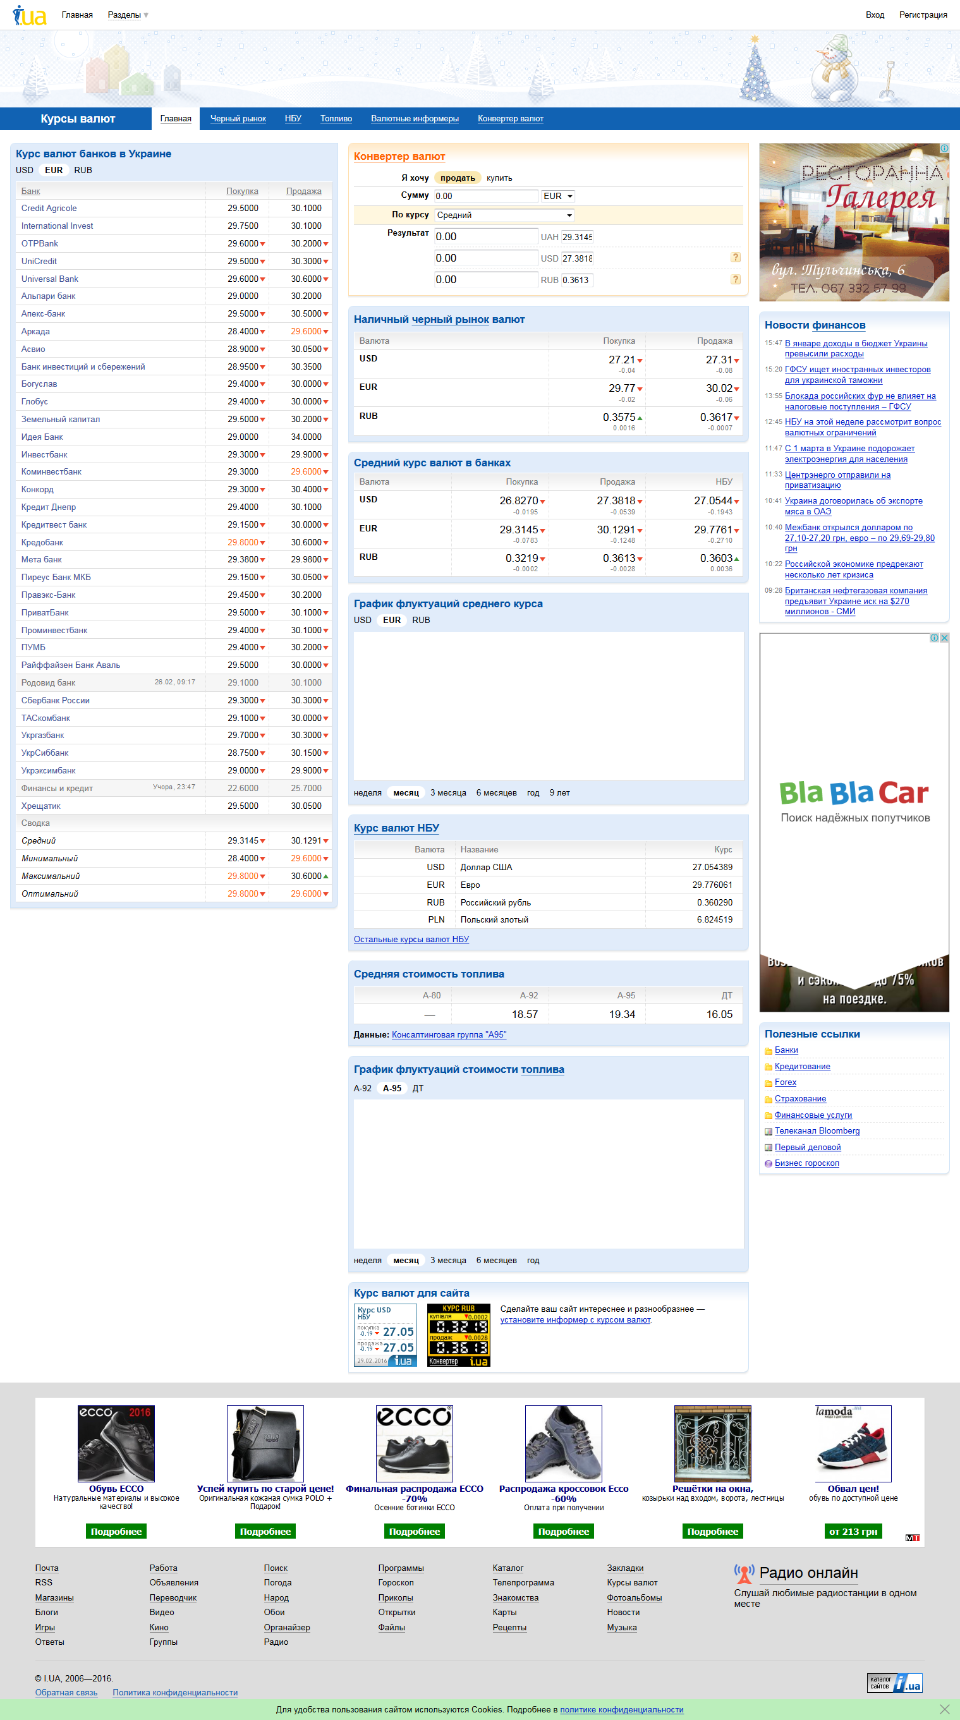 i.ua Главная Разделы Вход Регистрация
Курсы валют Главная Черный рынок НБУ Топливо Валютные информеры Конвертер валют
Курс валют банков в Украине
USD EUR RUB
Банк Покупка Продажа
Credit Agricole 29.5000 30.1000
International Invest 29.7500 30.1000
OTPBank 29.6000 30.2000
UniCredit 29.5000 30.3000
Universal Bank 29.6000 30.6000
Альпари банк 29.0000 30.2000
Апекс-банк 29.5000 30.5000
Аркада 28.4000 29.6000
Асвио 28.9000 30.0500
Банк инвестиций и сбережений 28.9500 30.3500
Богуслав 29.4000 30.0000
Глобус 29.4000 30.0000
Земельный капитал 29.5000 30.2000
Идея Банк 29.0000 34.0000
Инвестбанк 29.3000 29.9000
Коминвестбанк 29.3000 29.6000
Конкорд 29.3000 30.4000
Кредит Днепр 29.4000 30.1000
Кредитвест банк 29.1500 30.0000
Кредобанк 29.8000 30.6000
Мета банк 29.3800 29.9800
Пиреус Банк МКБ 29.1500 30.0500
Правэкс-Банк 29.4500 30.2000
ПриватБанк 29.5000 30.1000
Проминвестбанк 29.4000 30.1000
ПУМБ 29.4000 30.2000
Райффайзен Банк Аваль 29.5000 30.0000
Родовид банк 26.02, 09:17 29.1000 30.1000
Сбербанк России 29.3000 30.3000
ТАСкомбанк 29.1000 30.0000
Укргазбанк 29.7000 30.3000
УкрСиббанк 28.7500 30.1500
Укрэксимбанк 29.0000 29.9000
Финансы и кредит Учора, 23:47 22.6000 25.7000
Хрещатик 29.5000 30.0500
Сводка
Средний 29.3145 30.1291
Минимальный 28.4000 29.6000
Максимальный 29.8000 30.6000
Оптимальний 29.8000 29.6000
Конвертер валют
Я хочу продать купить
Сумму 0.00 EUR
По курсу Средний
Результат 0.00 UAH 29.3145
0.00 USD 27.3818 ?
0.00 RUB 0.3613 ?
Наличный черный рынок валют
Валюта Покупка Продажа
USD 27.21 27.31
-0.04 -0.08
EUR 29.77 30.02
-0.02 -0.06
RUB 0.3575 0.3617
0.0016 -0.0007
Средний курс валют в банках
Валюта Покупка Продажа НБУ
USD 26.8270 27.3818 27.0544
-0.0195 -0.0539 -0.1943
EUR 29.3145 30.1291 29.7761
-0.0783 -0.1248 -0.2710
RUB 0.3219 0.3613 0.3603
-0.0002 -0.0028 0.0036
График флуктуаций среднего курса
USD EUR RUB
неделя месяц 3 месяца 6 месяцев год 9 лет
Курс валют НБУ
Валюта Название Курс
USD Доллар США 27.054389
EUR Евро 29.776061
RUB Российский рубль 0.360290
PLN Польский злотый 6.824519
Остальные курсы валют НБУ
Средняя стоимость топлива
А-80 А-92 А-95 ДТ
— 18.57 19.34 16.05
Данные: Консалтинговая группа "А95"
График флуктуаций стоимости топлива
А-92 А-95 ДТ
неделя месяц 3 месяца 6 месяцев год
Курс валют для сайта
Курс USD
НБУ
покупка
-0.19 27.05
продажа
-0.19 27.05
29.02.2016 i.ua
КУРС RUB
купівля 0.0002
0.3219
продаж 0.0028
0.3613
Конвертер i.ua
Сделайте ваш сайт интереснее и разнообразнее —
установите информер с курсом валют.
РЕСТОРАННА
Галерея
вул. Тульчинська, 6
ТЕЛ. 067 332 57 99
Новости финансов
15:47 В январе доходы в бюджет Украины
превысили расходы
15:20 ГФСУ ищет иностранных инвесторов
для украинской таможни
13:55 Блокада российских фур не влияет на
налоговые поступления – ГФСУ
12:45 НБУ на этой неделе рассмотрит вопрос
валютных ограничений
11:47 С 1 марта в Украине подорожает
электроэнергия для населения
11:33 Центрэнерго отправили на
приватизацию
10:41 Украина договорилась об экспорте
мяса в ОАЭ
10:40 Межбанк открылся долларом по
27,10-27,20 грн, евро – по 29,69-29,80
грн
10:22 Российской экономике предрекают
несколько лет кризиса
09:26 Британская нефтегазовая компания
предъявит Украине иск на $270
миллионов - СМИ
Bla Bla Car
Поиск надёжных попутчиков
до 75%
на поездке.
Полезные ссылки
Банки
Кредитование
Forex
Страхование
Финансовые услуги
Телеканал Bloomberg
Первый деловой
Бизнес гороскоп
ecco 2016
Обувь ECCO
Натуральные материалы и высокое
качество!
Подробнее
Успей купить по старой цене!
Оригинальная кожаная сумка POLO +
Подарок!
Подробнее
ecco
Финальная распродажа ECCO
-70%
Осенние ботинки ECCO
Подробнее
Распродажа кроссовок Ecco
-60%
Оплата при получении
Подробнее
Решётки на окна,
козырьки над входом, ворота, лестницы
Подробнее
lamoda
Обвал цен!
обувь по доступной цене
от 213 грн
МТ
Почта Работа Поиск Программы Каталог Закладки
RSS Объявления Погода Гороскоп Телепрограмма Курсы валют
Магазины Переводчик Народ Приколы Знакомства Фотоальбомы
Блоги Видео Обои Открытки Карты Новости
Игры Кино Органайзер Файлы Рецепты Музыка
Ответы Группы Радио
Радио онлайн
Слушай любимые радиостанции в одном
месте
© I.UA, 2006—2016.
Обратная связь Политика конфиденциальности
каталог
сайтов i.ua
Для удобства пользования сайтом используются Cookies. Подробнее в политике конфиденциальности